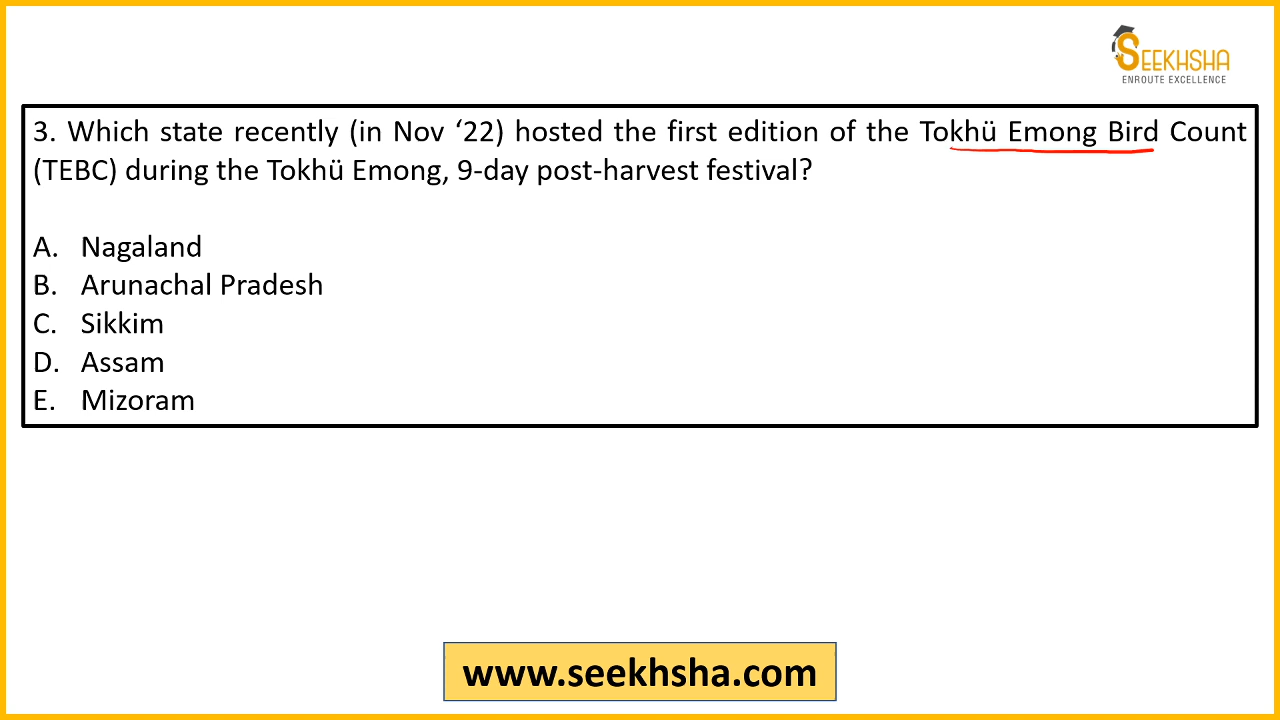 SEEKHSHA
ENROUTE EXCELLENCE
3. Which state recently (in Nov ‘22) hosted the first edition of the Tokhü Emong Bird Count
(TEBC) during the Tokhü Emong, 9-day post-harvest festival?
A. Nagaland
B. Arunachal Pradesh
C. Sikkim
D. Assam
E. Mizoram
www.seekhsha.com